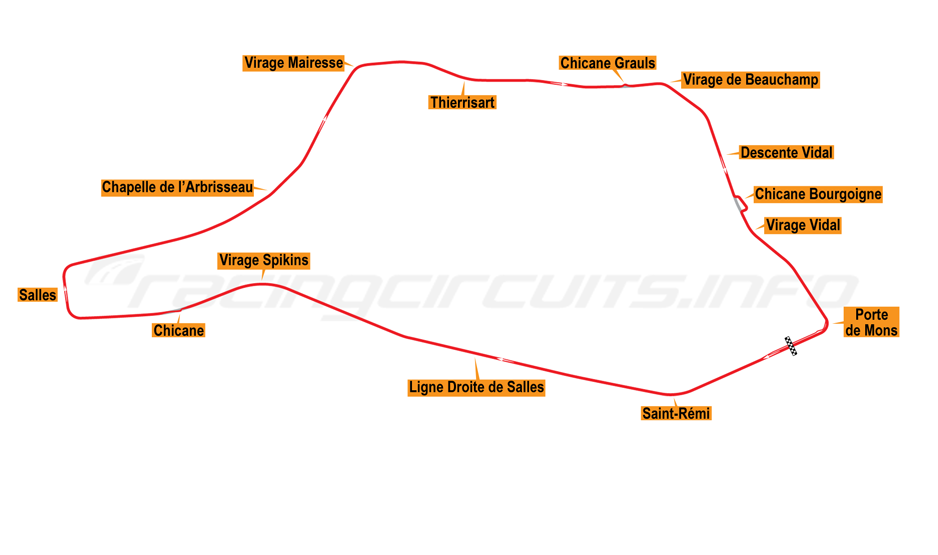 Virage Mairesse
Chicane Grauls
Virage de Beauchamp
Thierrisart
Descente Vidal
Chapelle de l’Arbrisseau
Chicane Bourgoigne
Virage Vidal
Virage Spikins
racingcircuits.info
Salles
Chicane
Porte
de Mons
Ligne Droite de Salles
Saint-Rémi